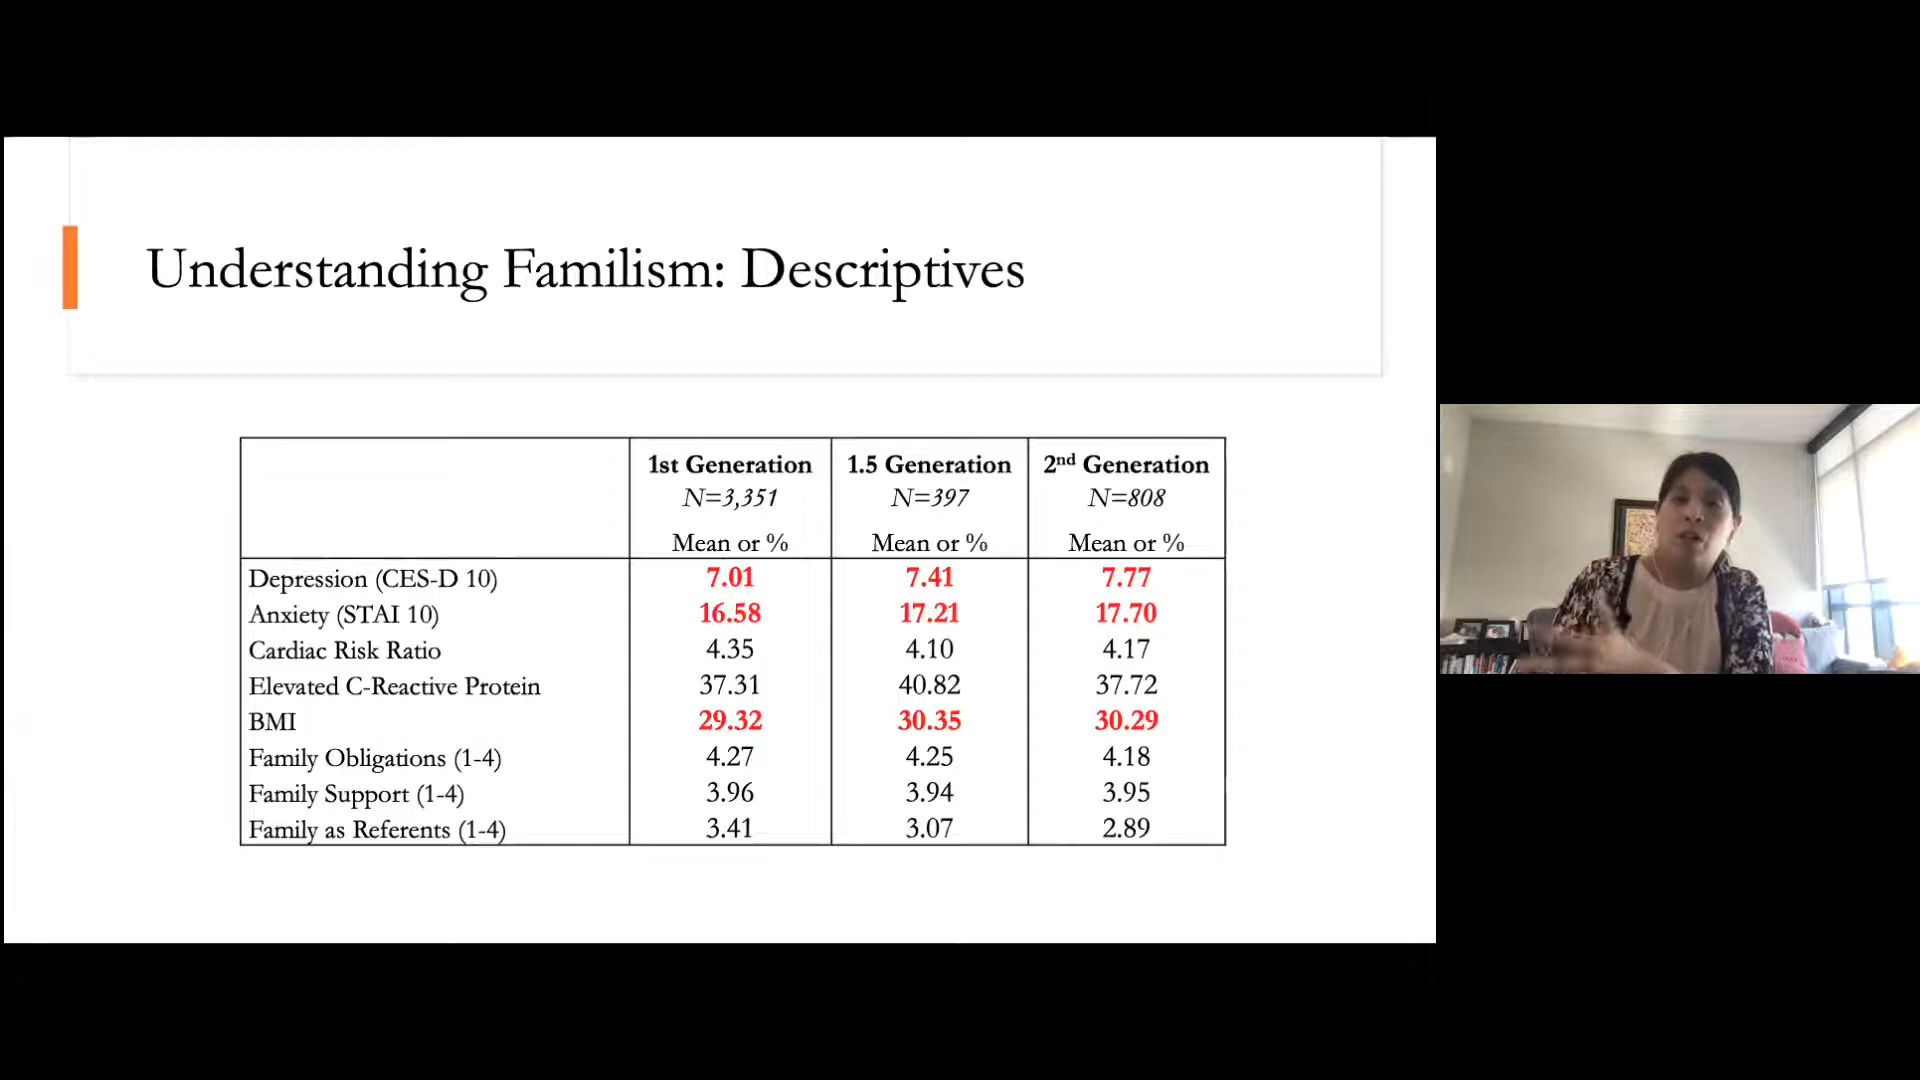 Understanding Familism: Descriptives
1st Generation 1.5 Generation 2nd Generation
N=3,351 N=397 N=808
Mean or % Mean or % Mean or %
Depression (CES-D 10) 7.01 7.41 7.77
Anxiety (STAI 10) 16.58 17.21 17.70
Cardiac Risk Ratio 4.35 4.10 4.17
Elevated C-Reactive Protein 37.31 40.82 37.72
BMI 29.32 30.35 30.29
Family Obligations (1-4) 4.27 4.25 4.18
Family Support (1-4) 3.96 3.94 3.95
Family as Referents (1-4) 3.41 3.07 2.89